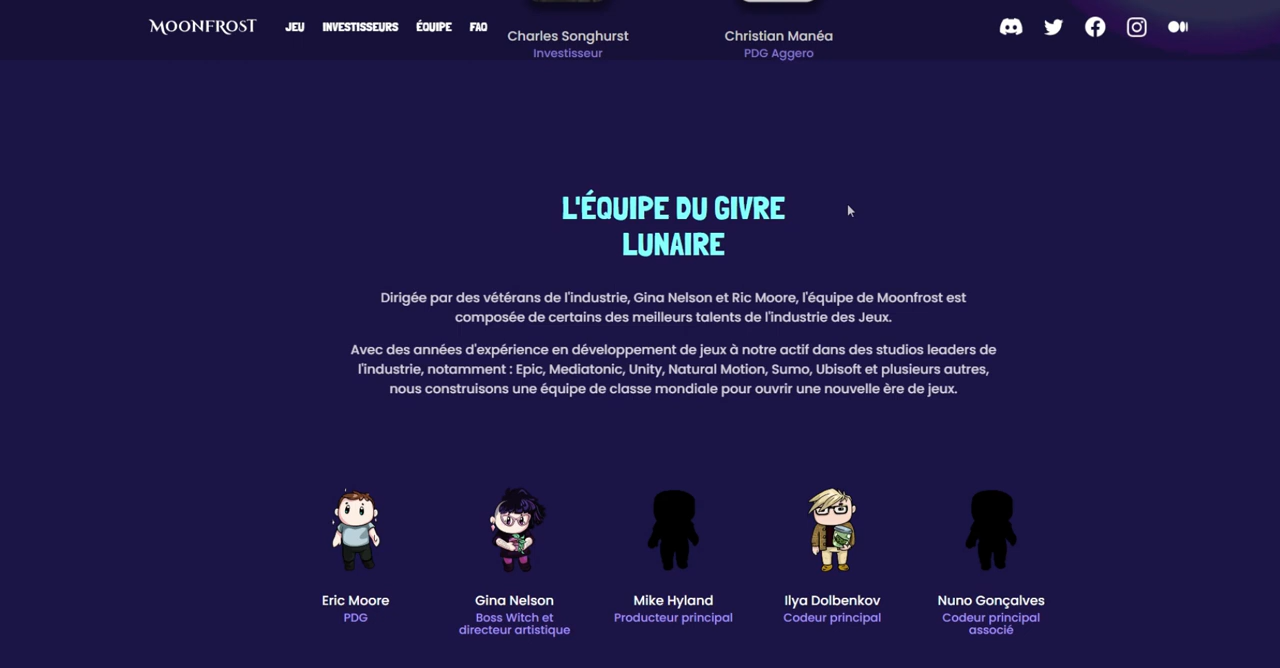 MOONFROST JEU INVESTISSEURS ÉQUIPE FAQ
Charles Songhurst Christian Manéa
Investisseur PDG Aggero
L'ÉQUIPE DU GIVRE
LUNAIRE
Dirigée par des vétérans de l'industrie, Gina Nelson et Ric Moore, l'équipe de Moonfrost est
composée de certains des meilleurs talents de l'industrie des Jeux.
Avec des années d'expérience en développement de jeux à notre actif dans des studios leaders de
l'industrie, notamment : Epic, Mediatonic, Unity, Natural Motion, Sumo, Ubisoft et plusieurs autres,
nous construisons une équipe de classe mondiale pour ouvrir une nouvelle ère de jeux.
Eric Moore Gina Nelson Mike Hyland Ilya Dolbenkov Nuno Gonçalves
PDG Boss Witch et Producteur principal Codeur principal Codeur principal
directeur artistique associé